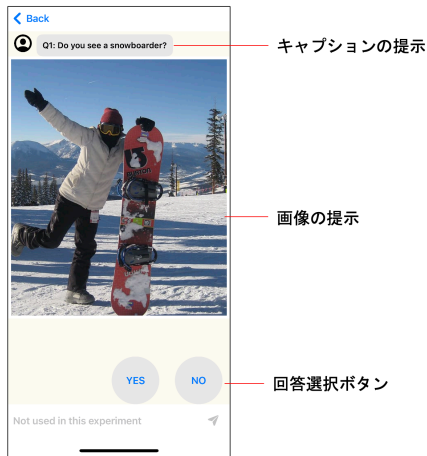 Back
Q1: Do you see a snowboarder?
キャプションの提示
BURTON
画像の提示
YES
NO
回答選択ボタン
Not used in this experiment